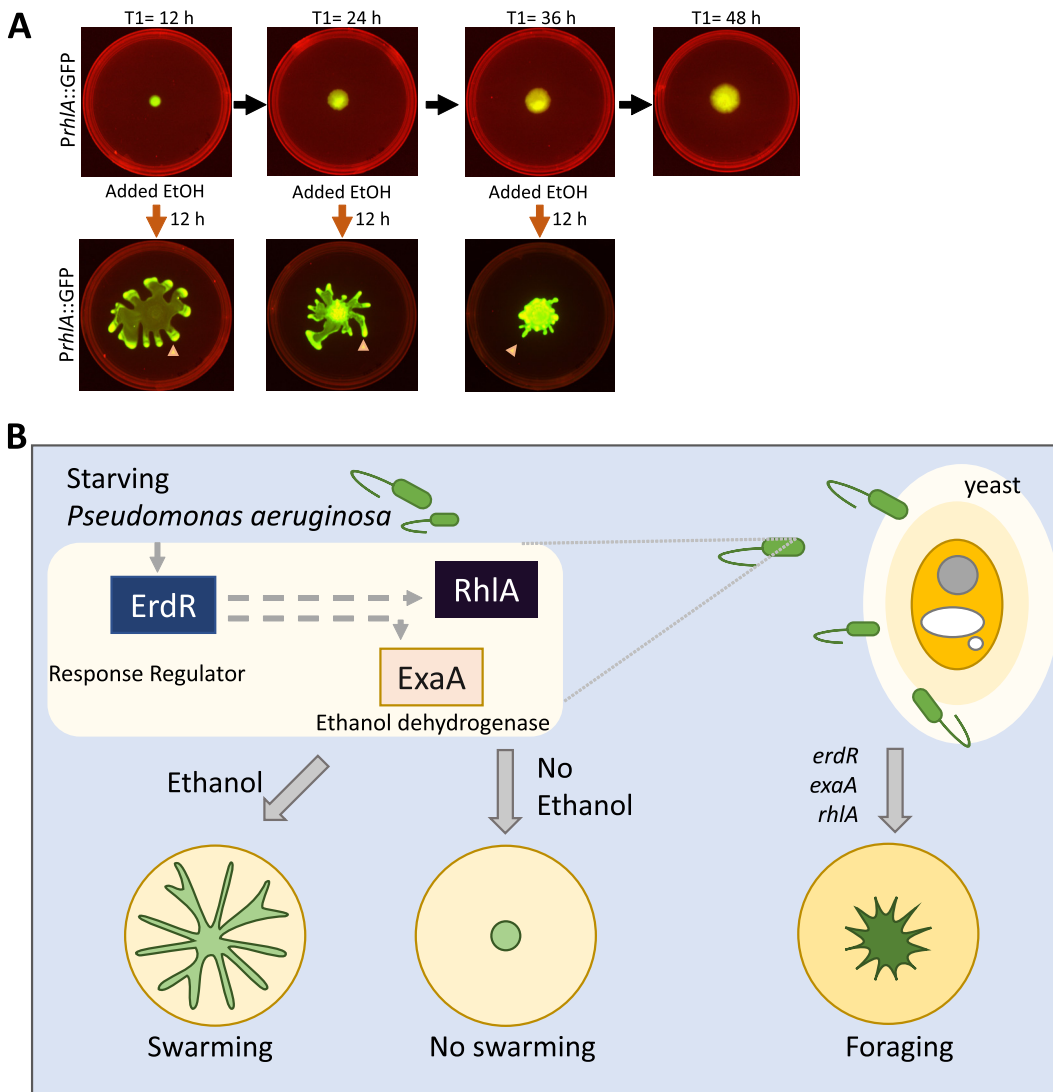 A
T1= 12 h
T1= 24 h
T1= 36 h
T1= 48 h
PrhlA::GFP
Added EtOH
Added EtOH
Added EtOH
12 h
12 h
12 h
PrhlA::GFP
B
Starving
Pseudomonas aeruginosa
yeast
ErdR
RhlA
Response Regulator
ExaA
Ethanol dehydrogenase
Ethanol
No
Ethanol
erdR
exaA
rhlA
Swarming
No swarming
Foraging